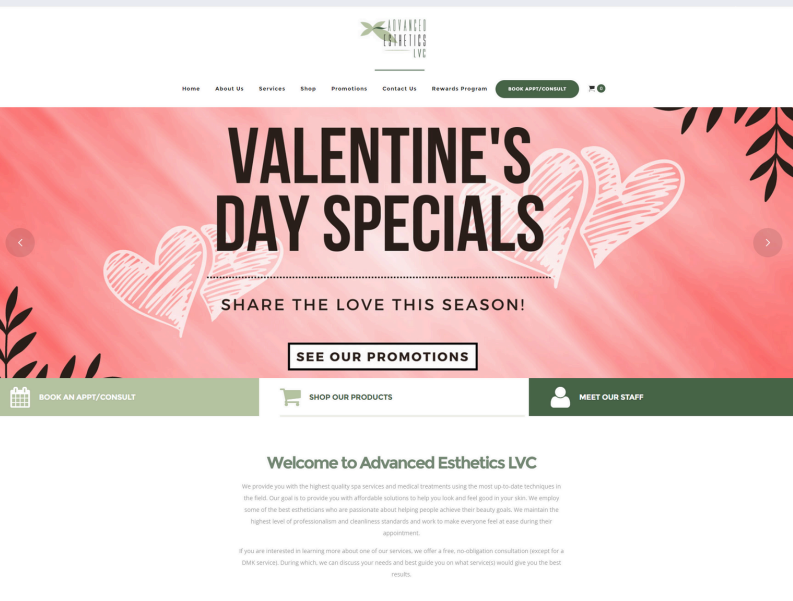 ADVANCED
ESTHETICS
LVC
Home About Us Services Shop Promotions Contact Us Rewards Program BOOK APPT/CONSULT 0
VALENTINE'S
DAY SPECIALS
SHARE THE LOVE THIS SEASON!
SEE OUR PROMOTIONS
BOOK AN APPT/CONSULT SHOP OUR PRODUCTS MEET OUR STAFF
Welcome to Advanced Esthetics LVC
We provide you with the highest quality spa services and medical treatments using the most up-to-date techniques in
the field. Our goal is to provide you with affordable solutions to help you look and feel good in your skin. We employ
some of the best estheticians who are passionate about helping people achieve their beauty goals. We maintain the
highest level of professionalism and cleanliness standards and work to make everyone feel at ease during their
appointment.
If you are interested in learning more about one of our services, we offer a free, no-obligation consultation (except for a
DMK service). During which, we can discuss your needs and best guide you on what service(s) would give you the best
results.